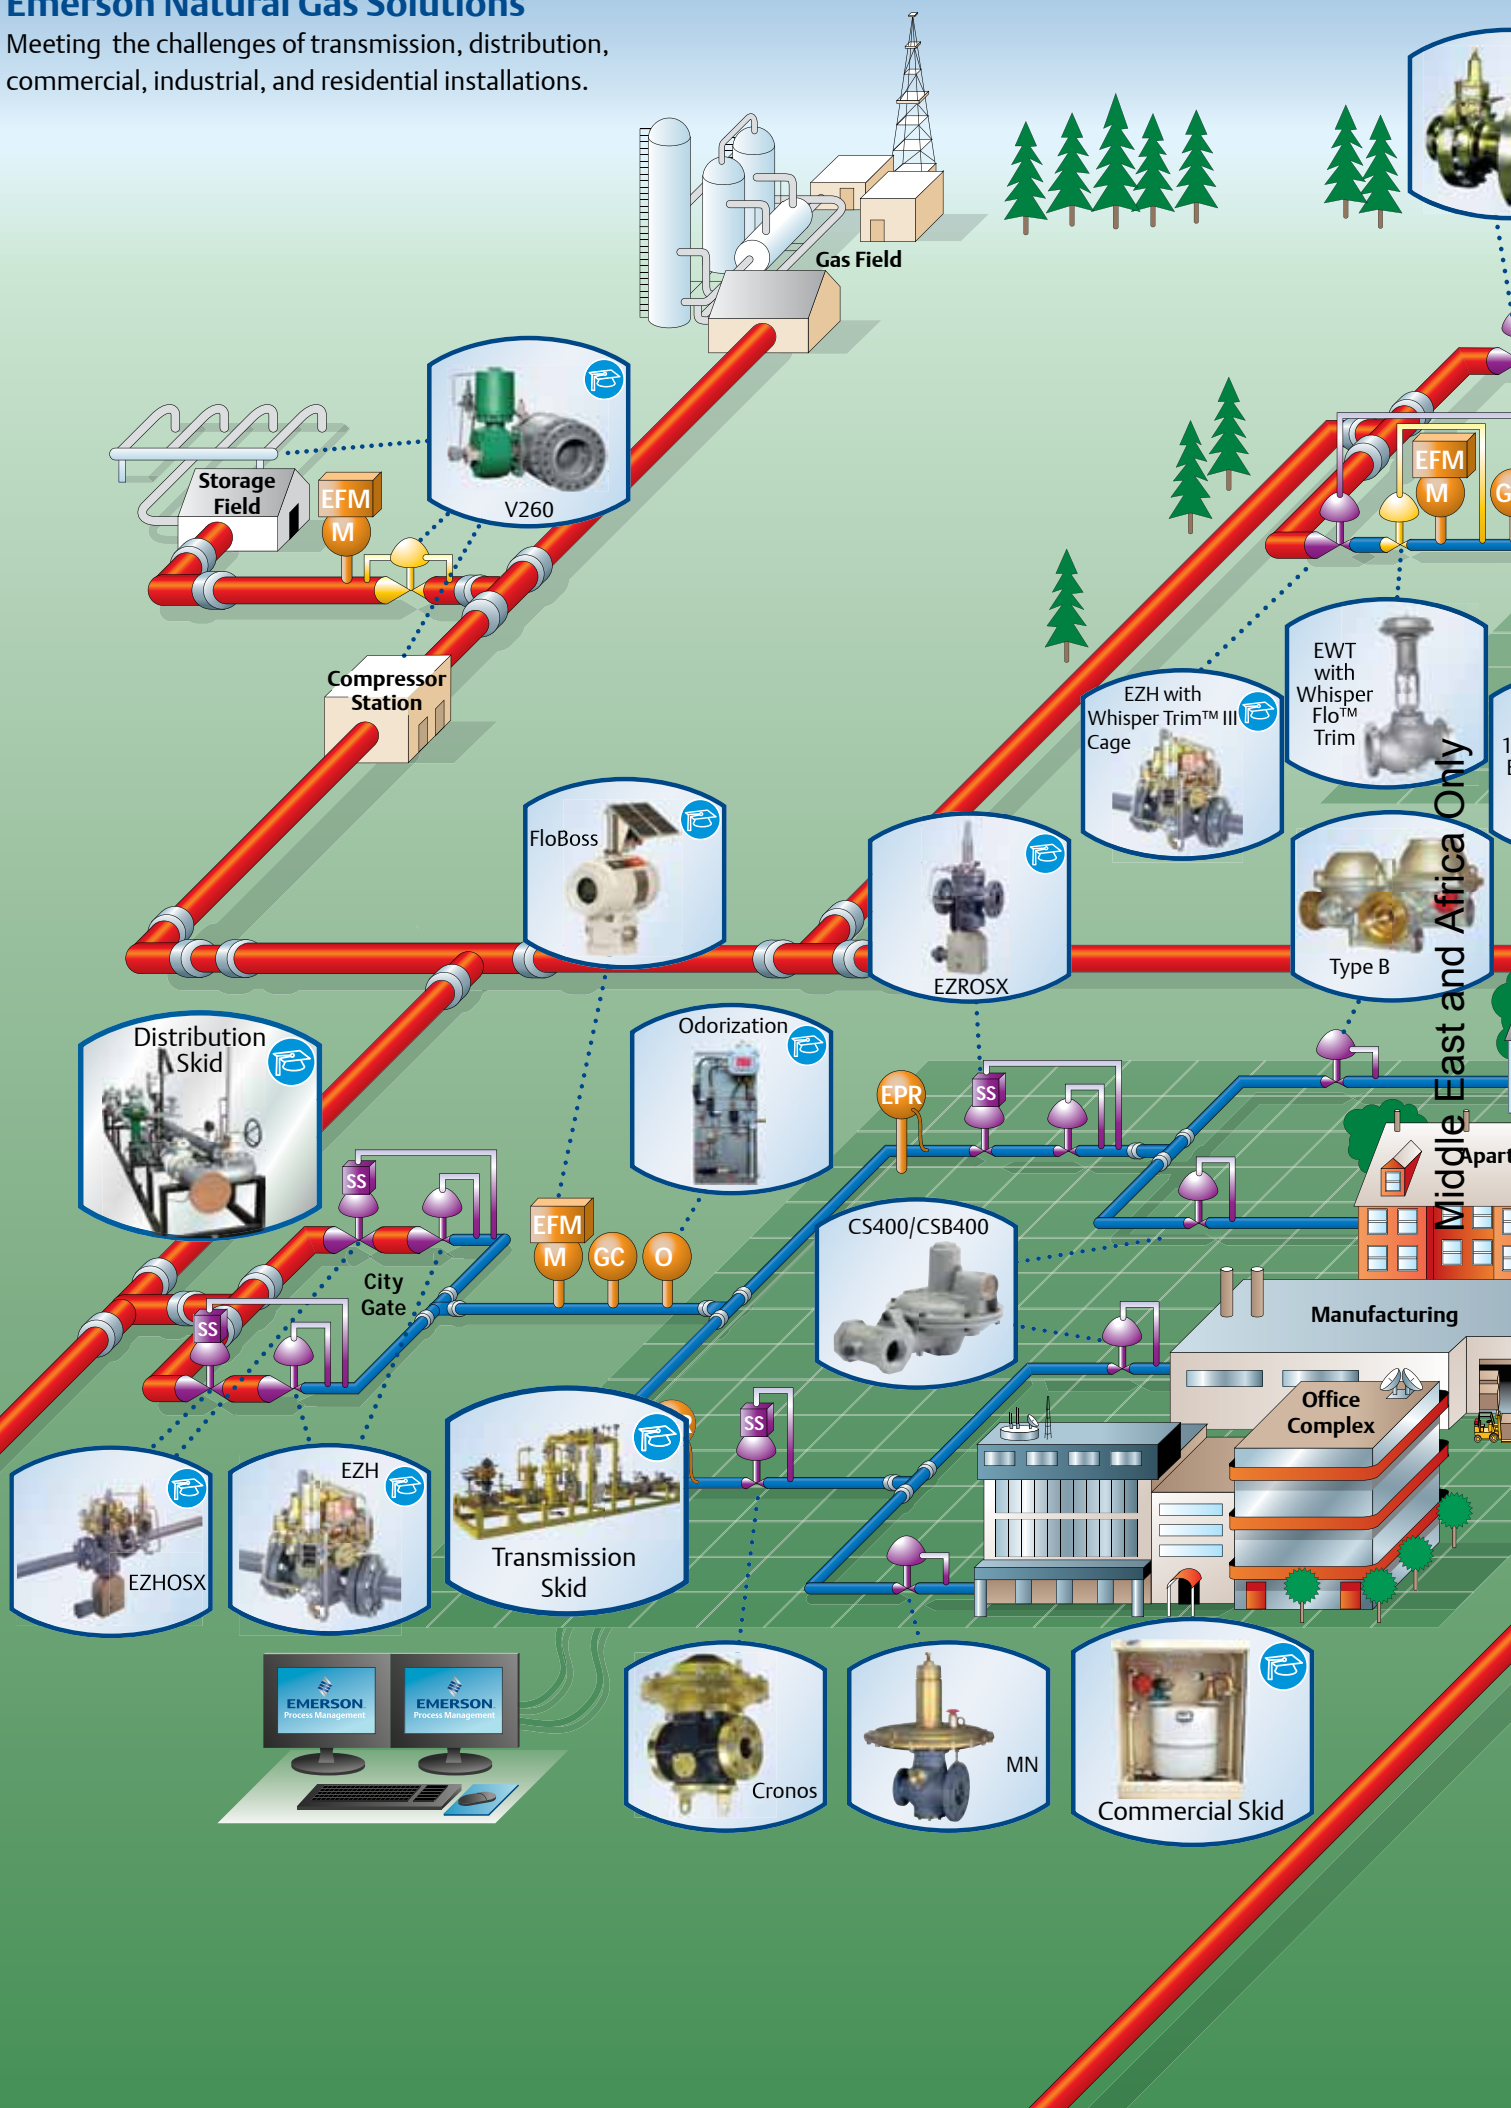 Emerson Natural Gas Solutions
Meeting the challenges of transmission, distribution,
commercial, industrial, and residential installations.
Gas Field
V260
Storage
Field
EFM
M
EFM
M
G
Compressor
Station
EWT
with
Whisper
Flo™
Trim
EZH with
Whisper Trim™ III
Cage
1
E
FloBoss
EZROSX
Type B
Middle East and Africa Only
Distribution
Skid
Odorization
EPR
SS
SS
Apart
EFM
M
GC
O
CS400/CSB400
City
Gate
SS
Manufacturing
Office
Complex
SS
EZH
EZHOSX
Transmission
Skid
EMERSON
Process Management
EMERSON
Process Management
Cronos
MN
Commercial Skid